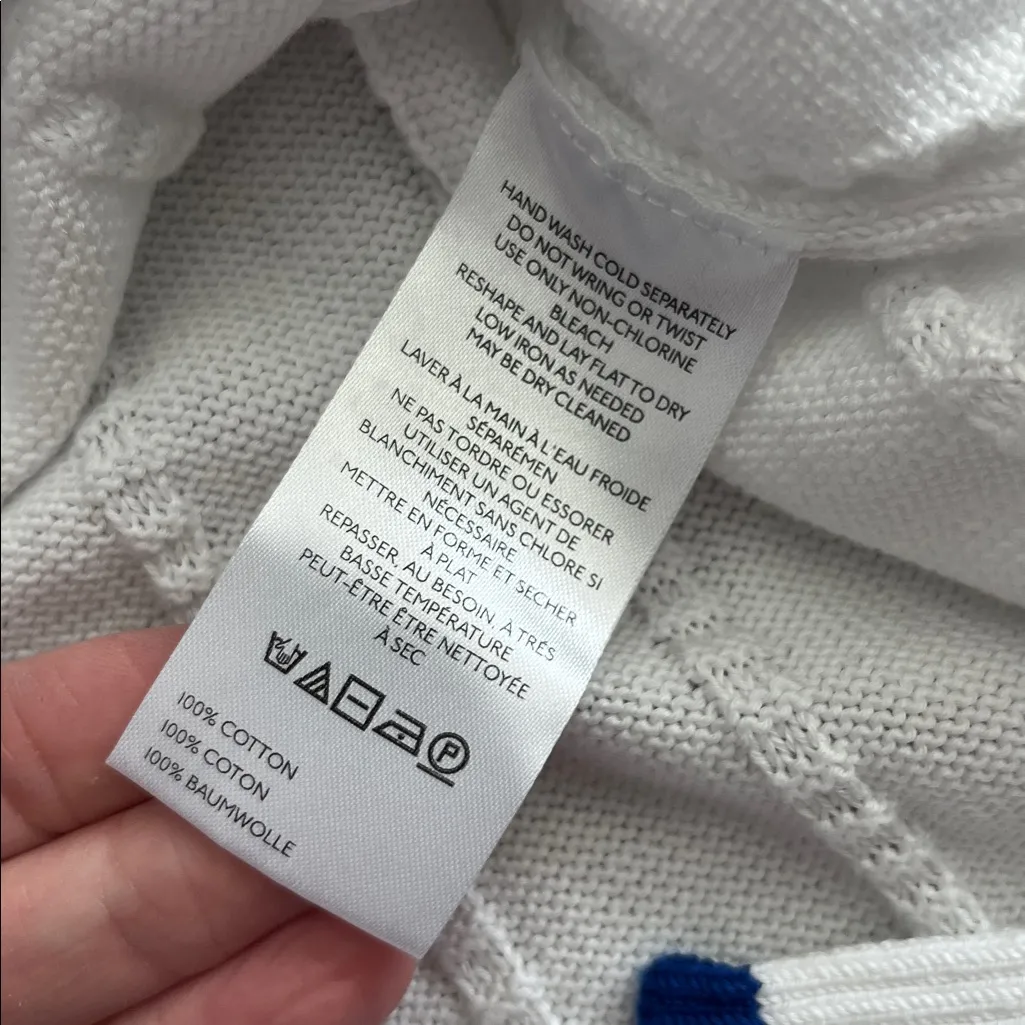 HAND WASH COLD SEPARATELY
DO NOT WRING OR TWIST
USE ONLY NON-CHLORINE
BLEACH
RESHAPE AND LAY FLAT TO DRY
LOW IRON AS NEEDED
MAY BE DRY CLEANED
LAVER À LA MAIN À L'EAU FROIDE
SÉPARÉMEN
NE PAS TORDRE OU ESSORER
UTILISER UN AGENT DE
BLANCHIMENT SANS CHLORE SI
NÉCESSAIRE
METTRE EN FORME ET SECHER
À PLAT
REPASSER, AU BESOIN, À TRÉS
BASSE TEMPÉRATURE
PEUT-ÊTRE ÊTRE NETTOYÉE
À SEC
P
100% COTTON
100% COTON
100% BAUMWOLLE